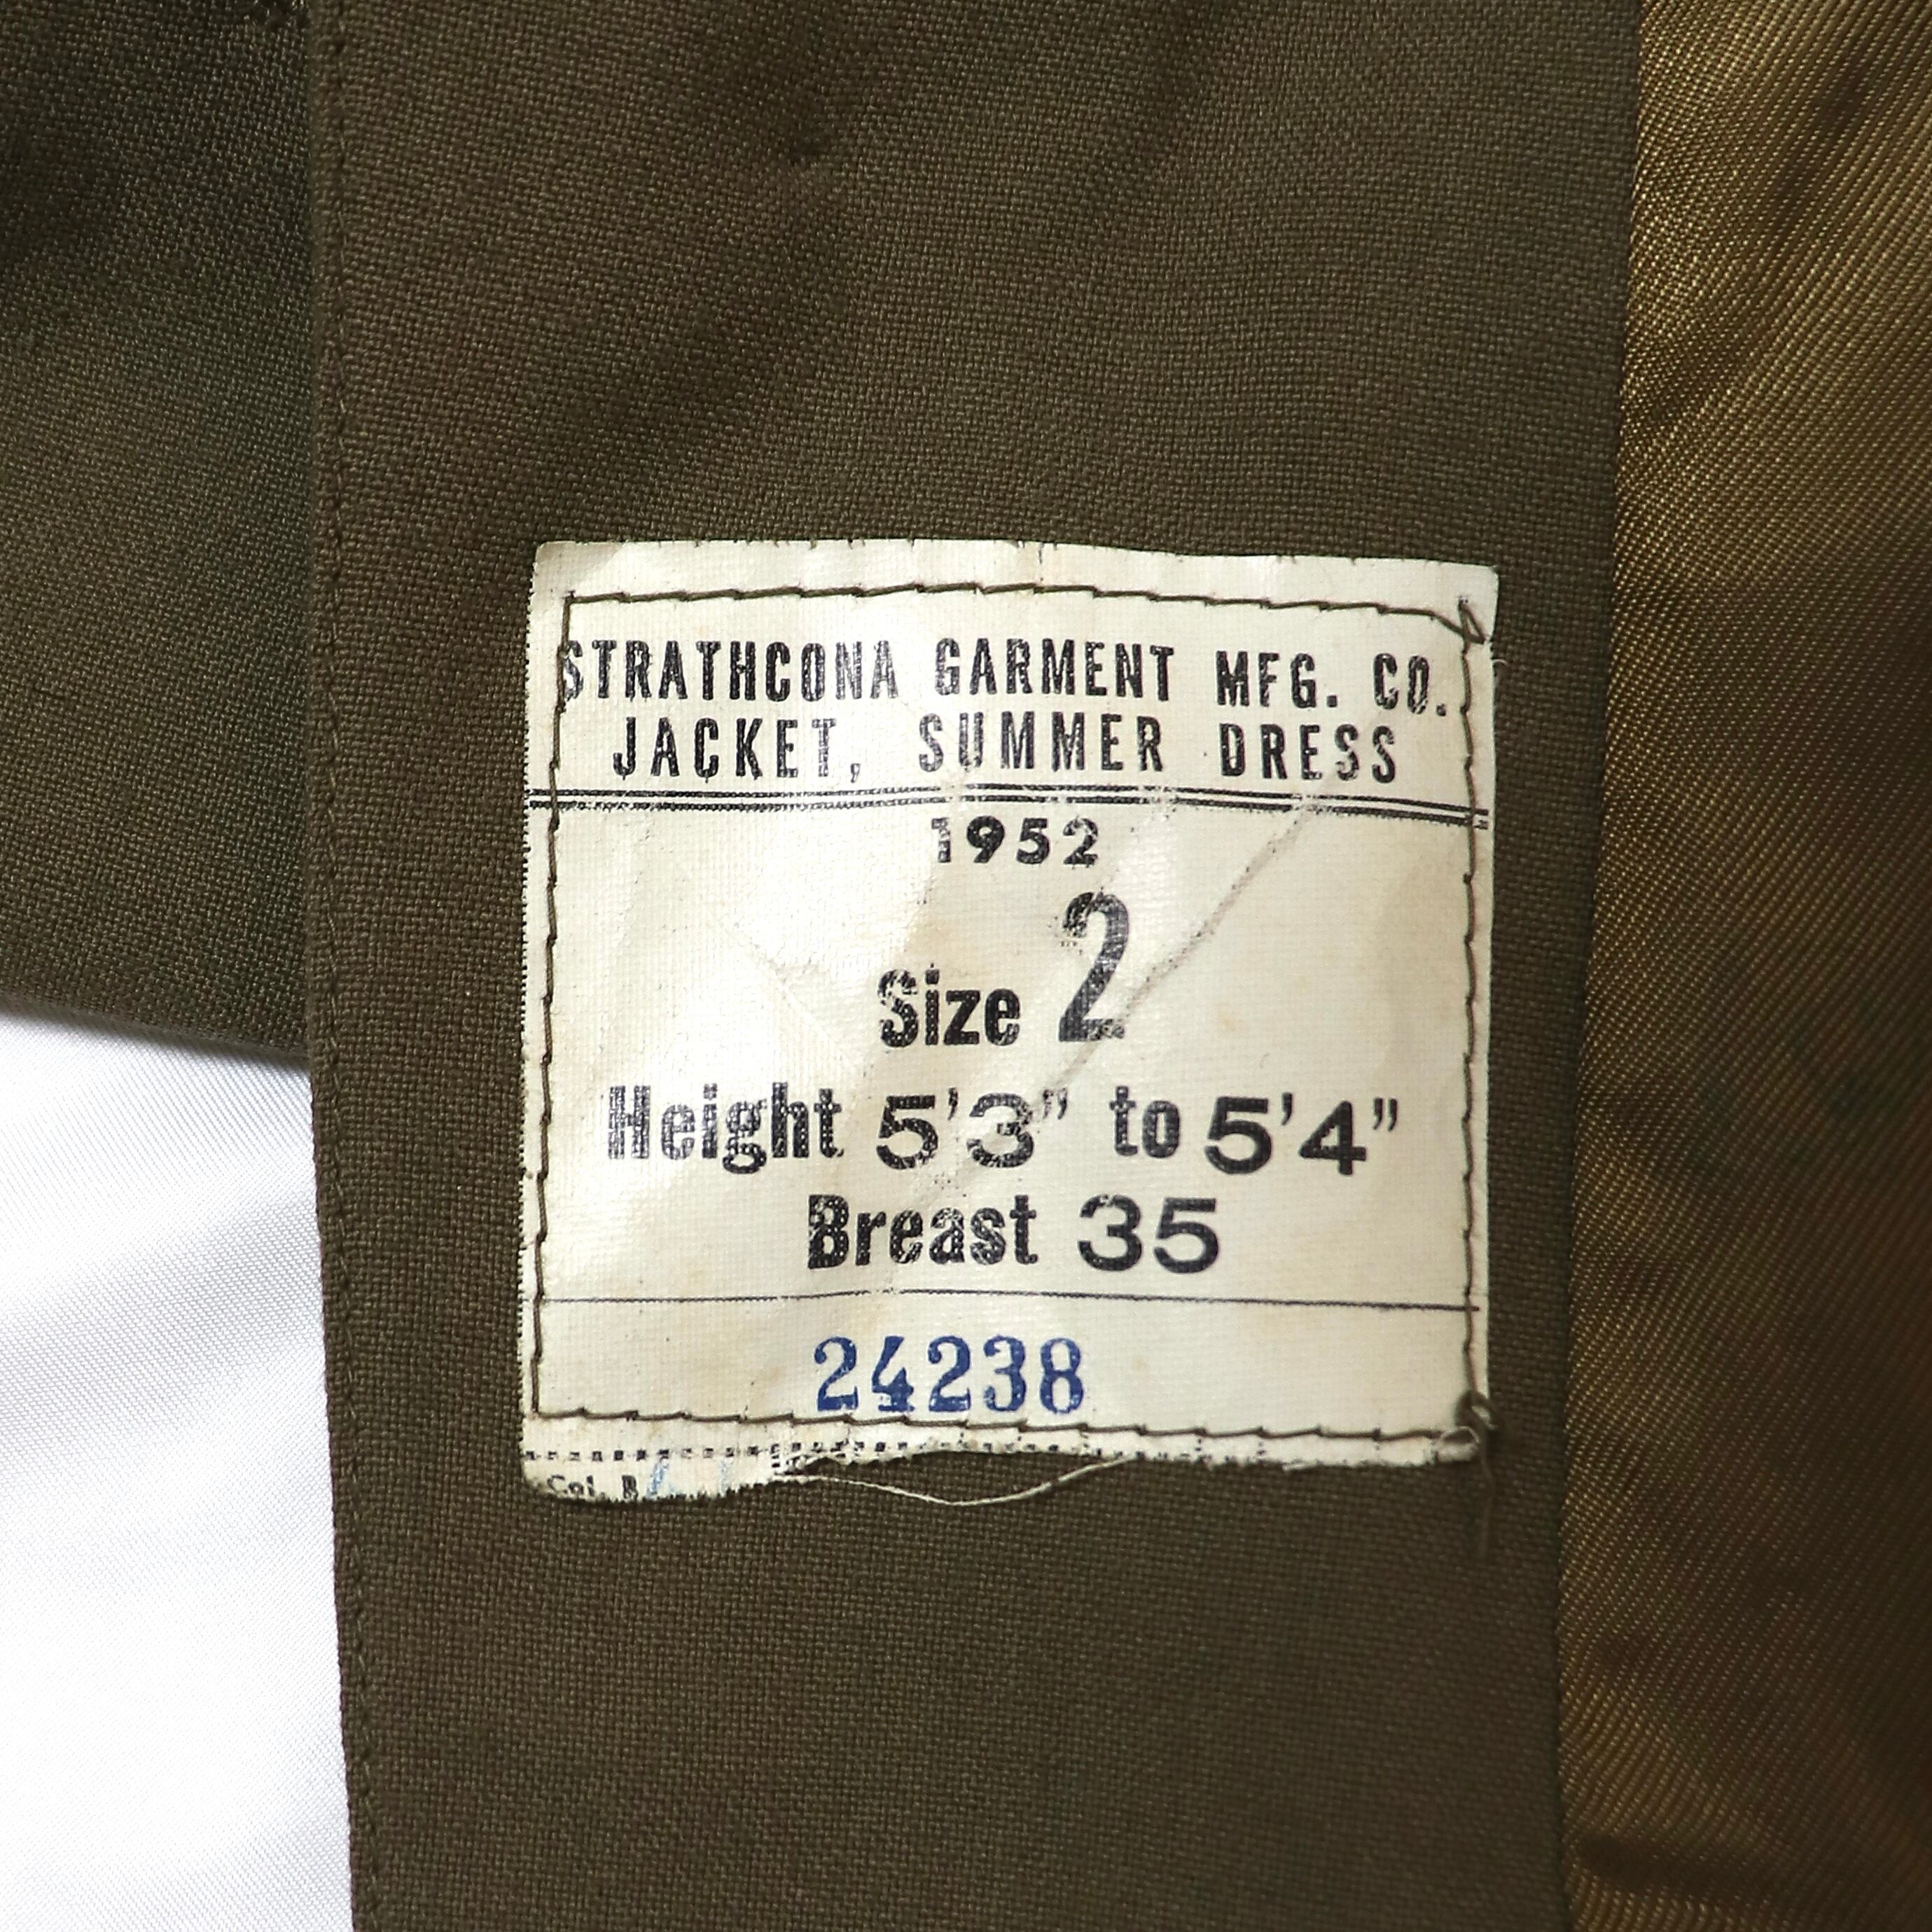 STRATHCONA GARMENT MFG. CO.
JACKET, SUMMER DRESS
1952
Size 2
Height 5'3" to 5'4"
Breast 35
24238